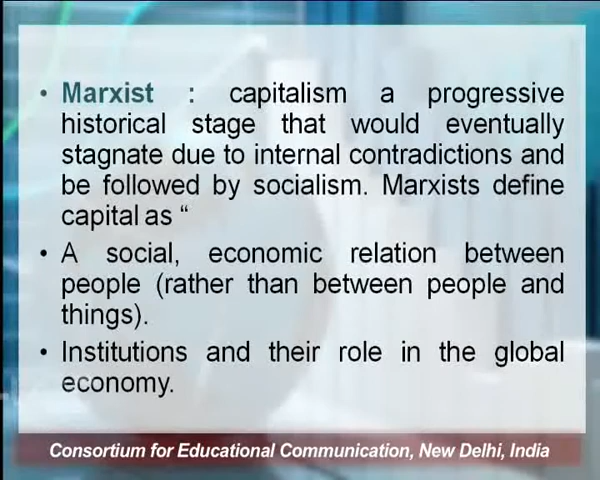 • Marxist : capitalism a progressive
historical stage that would eventually
stagnate due to internal contradictions and
be followed by socialism. Marxists define
capital as “
• A social, economic relation between
people (rather than between people and
things).
• Institutions and their role in the global
economy.
Consortium for Educational Communication, New Delhi, India